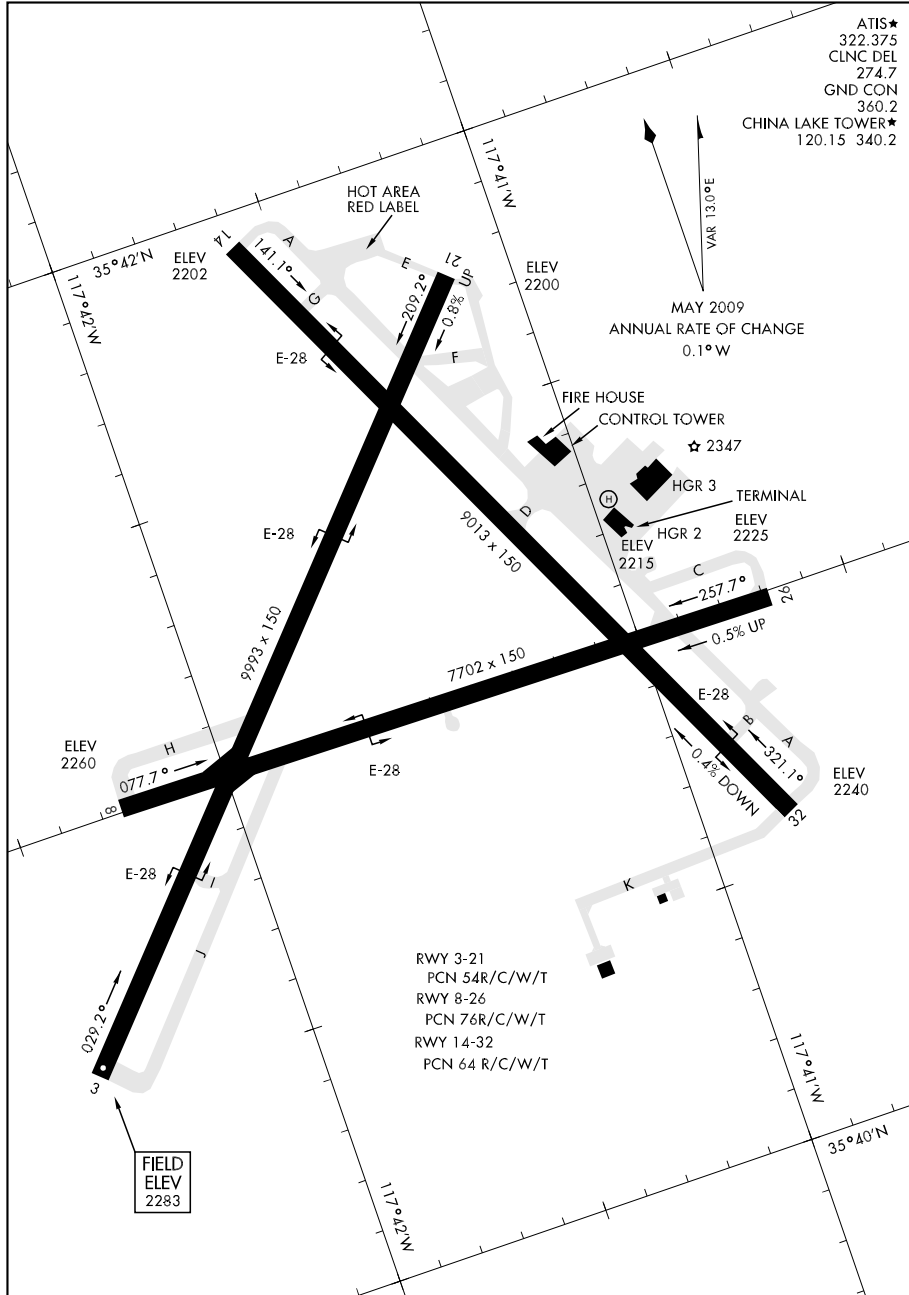 ATIS★
322.375
CLNC DEL
274.7
GND CON
360.2
CHINA LAKE TOWER★
120.15 340.2
117°41'W
VAR 13.0°E
HOT AREA
RED LABEL
14
A
141.1°
G
E
21
209.2°
0.8% UP
F
35°42'N
117°42'W
ELEV
2202
ELEV
2200
MAY 2009
ANNUAL RATE OF CHANGE
0.1° W
E-28
FIRE HOUSE
CONTROL TOWER
☆ 2347
HGR 3
H
TERMINAL
HGR 2
ELEV
2225
ELEV
2215
D
9013 x 150
E-28
9993 x 150
C
257.7°
26
0.5% UP
7702 x 150
E-28
B
A
321.1°
0.4% DOWN
32
ELEV
2240
ELEV
2260
H
077.7°
8
E-28
E-28
I
J
K
029.2°
3
RWY 3-21
PCN 54R/C/W/T
RWY 8-26
PCN 76R/C/W/T
RWY 14-32
PCN 64 R/C/W/T
FIELD
ELEV
2283
117°42'W
117°41'W
35°40'N